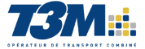 T3M
OPÉRATEUR DE TRANSPORT COMBINÉ